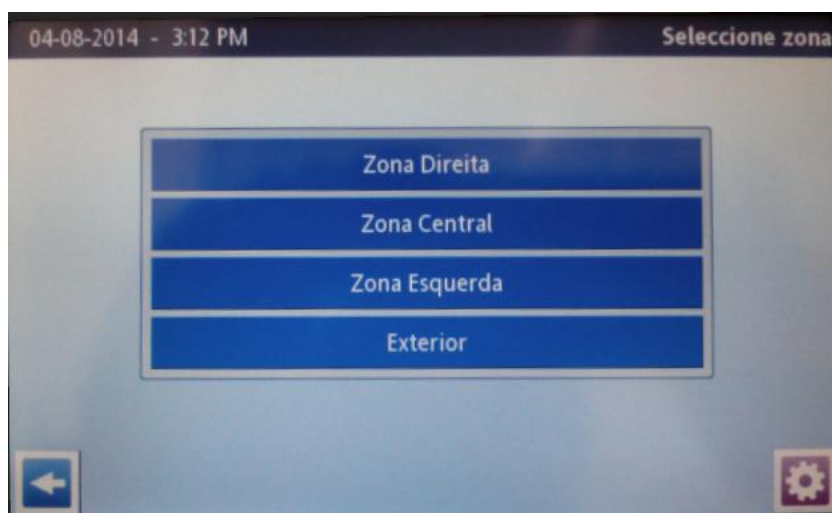 04-08-2014 - 3:12 PM Seleccione zona
Zona Direita
Zona Central
Zona Esquerda
Exterior